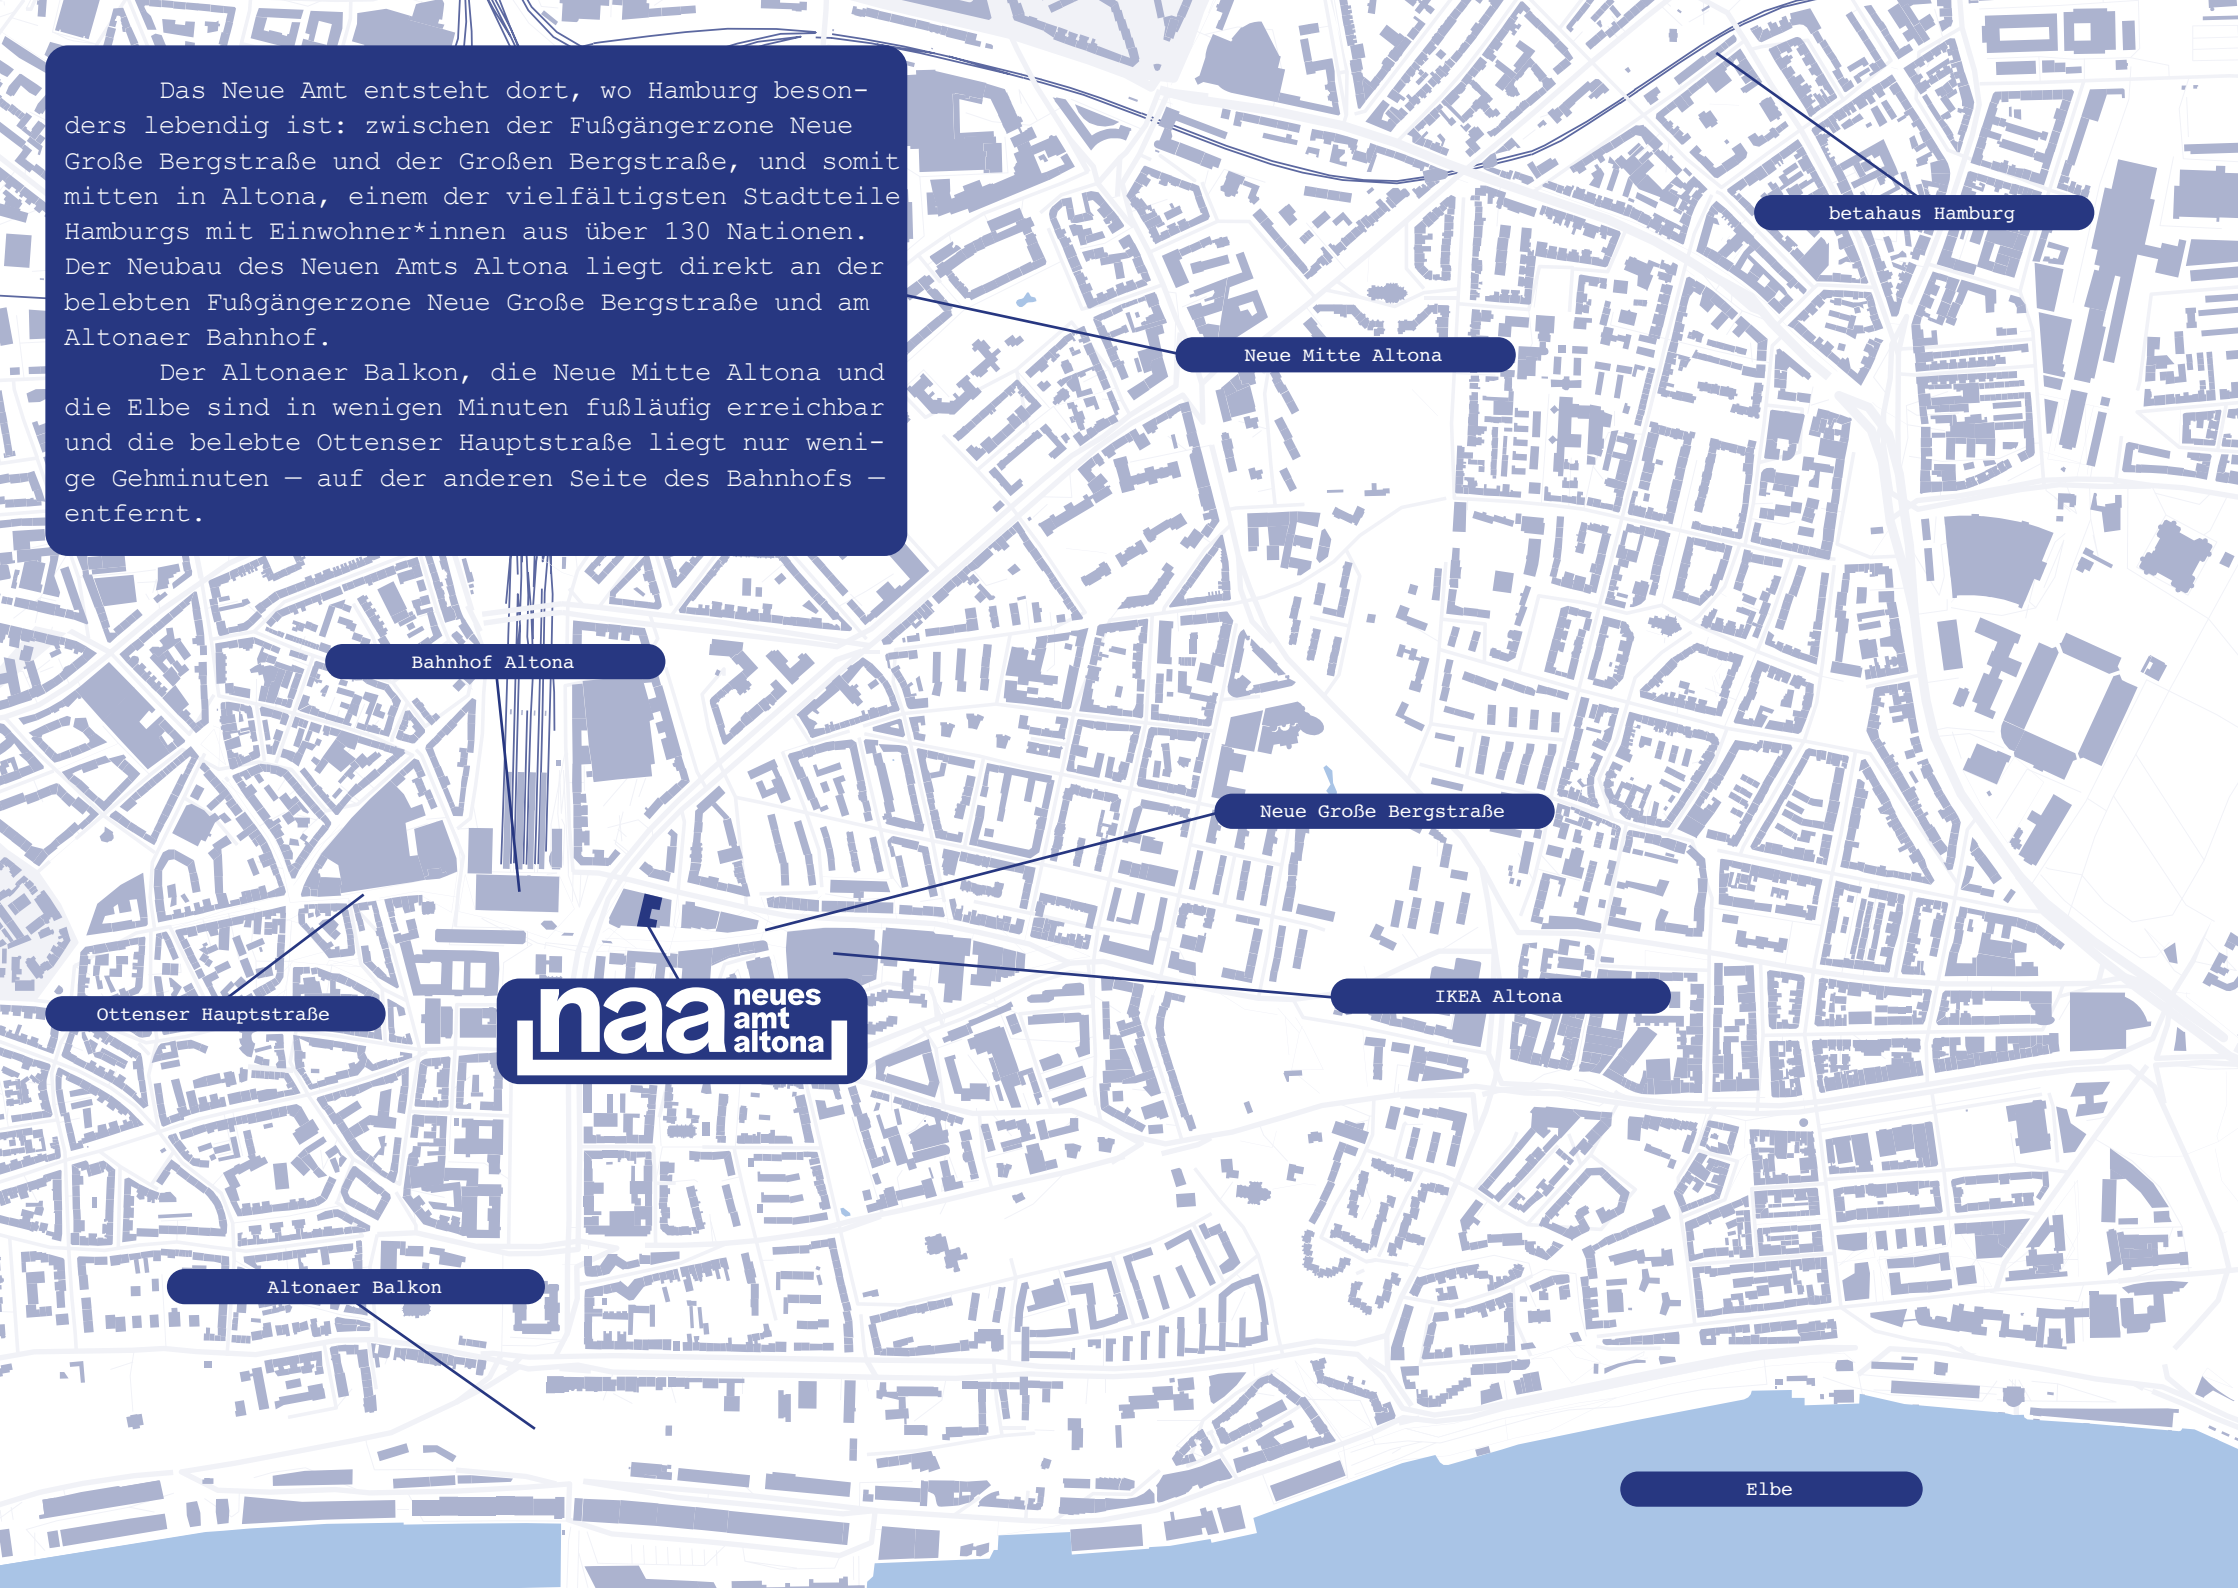 Das Neue Amt entsteht dort, wo Hamburg beson-
ders lebendig ist: zwischen der Fußgängerzone Neue
Große Bergstraße und der Großen Bergstraße, und somit
mitten in Altona, einem der vielfältigsten Stadtteile
Hamburgs mit Einwohner*innen aus über 130 Nationen.
Der Neubau des Neuen Amts Altona liegt direkt an der
belebten Fußgängerzone Neue Große Bergstraße und am
Altonaer Bahnhof.
Der Altonaer Balkon, die Neue Mitte Altona und
die Elbe sind in wenigen Minuten fußläufig erreichbar
und die belebte Ottenser Hauptstraße liegt nur weni-
ge Gehminuten — auf der anderen Seite des Bahnhofs —
entfernt.
betahaus Hamburg
Neue Mitte Altona
Bahnhof Altona
Neue Große Bergstraße
IKEA Altona
Ottenser Hauptstraße
naa
neues
amt
altona
Altonaer Balkon
Elbe